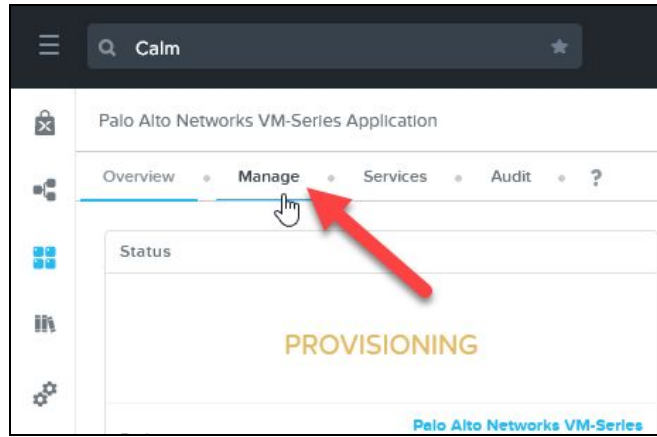 Calm
Palo Alto Networks VM-Series Application
Overview Manage Services Audit ?
Status
PROVISIONING
Palo Alto Networks VM-Series